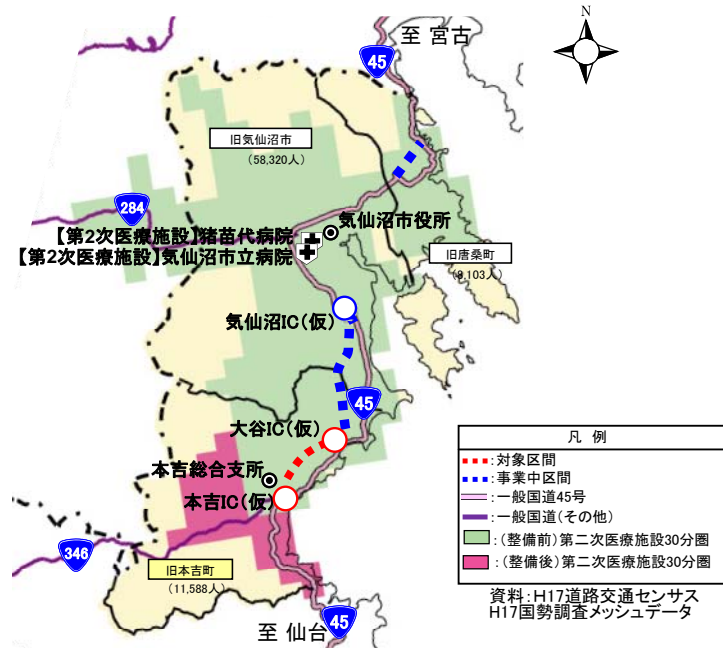 N
至 宮古
45
旧気仙沼市
(58,320人)
284
気仙沼市役所
【第2次医療施設】猪苗代病院
【第2次医療施設】気仙沼市立病院
旧唐桑町
(8,103人)
気仙沼IC(仮)
45
大谷IC(仮)
本吉総合支所
本吉IC(仮)
346
旧本吉町
(11,588人)
至 仙台
45
凡 例
:対象区間
:事業中区間
:一般国道45号
:一般国道(その他)
:(整備前)第二次医療施設30分圏
:(整備後)第二次医療施設30分圏
資料:H17道路交通センサス
H17国勢調査メッシュデータ